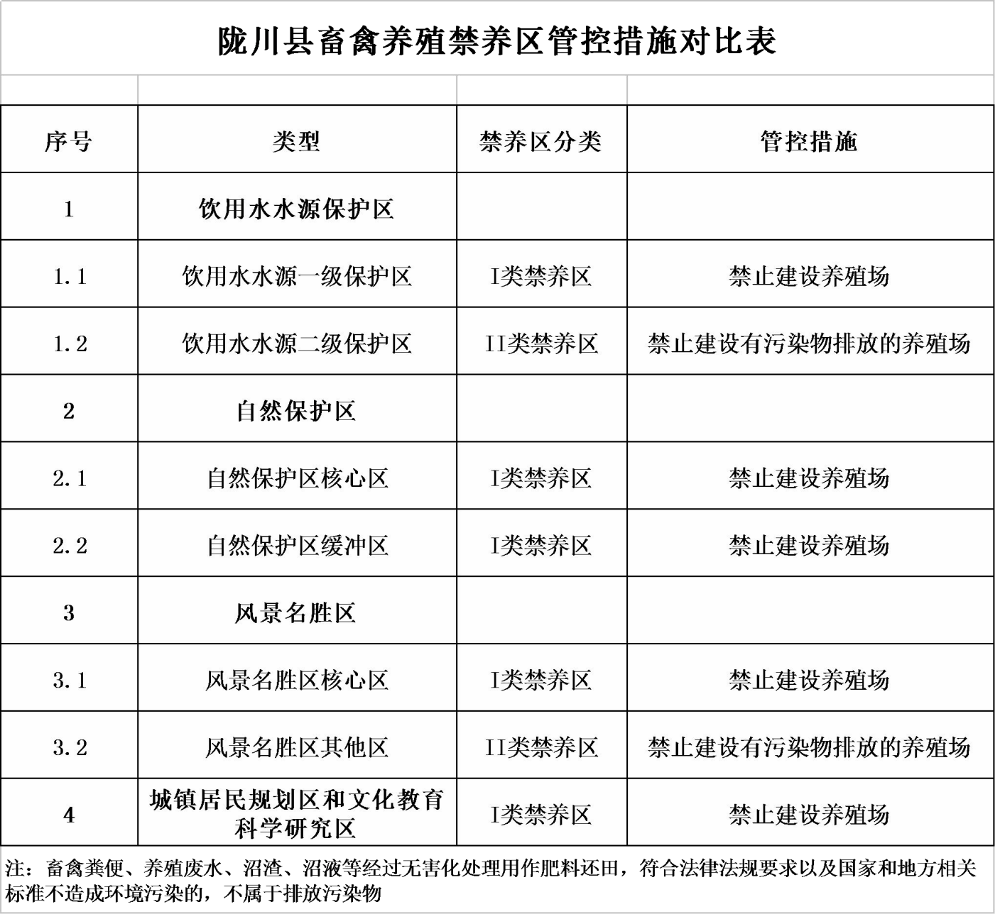 陇川县畜禽养殖禁养区管控措施对比表
序号 类型 禁养区分类 管控措施
1 饮用水水源保护区
1.1 饮用水水源一级保护区 I类禁养区 禁止建设养殖场
1.2 饮用水水源二级保护区 II类禁养区 禁止建设有污染物排放的养殖场
2 自然保护区
2.1 自然保护区核心区 I类禁养区 禁止建设养殖场
2.2 自然保护区缓冲区 I类禁养区 禁止建设养殖场
3 风景名胜区
3.1 风景名胜区核心区 I类禁养区 禁止建设养殖场
3.2 风景名胜区其他区 II类禁养区 禁止建设有污染物排放的养殖场
4 城镇居民规划区和文化教育
科学研究区 I类禁养区 禁止建设养殖场
注：畜禽粪便、养殖废水、沼渣、沼液等经过无害化处理用作肥料还田，符合法律法规要求以及国家和地方相关
标准不造成环境污染的，不属于排放污染物